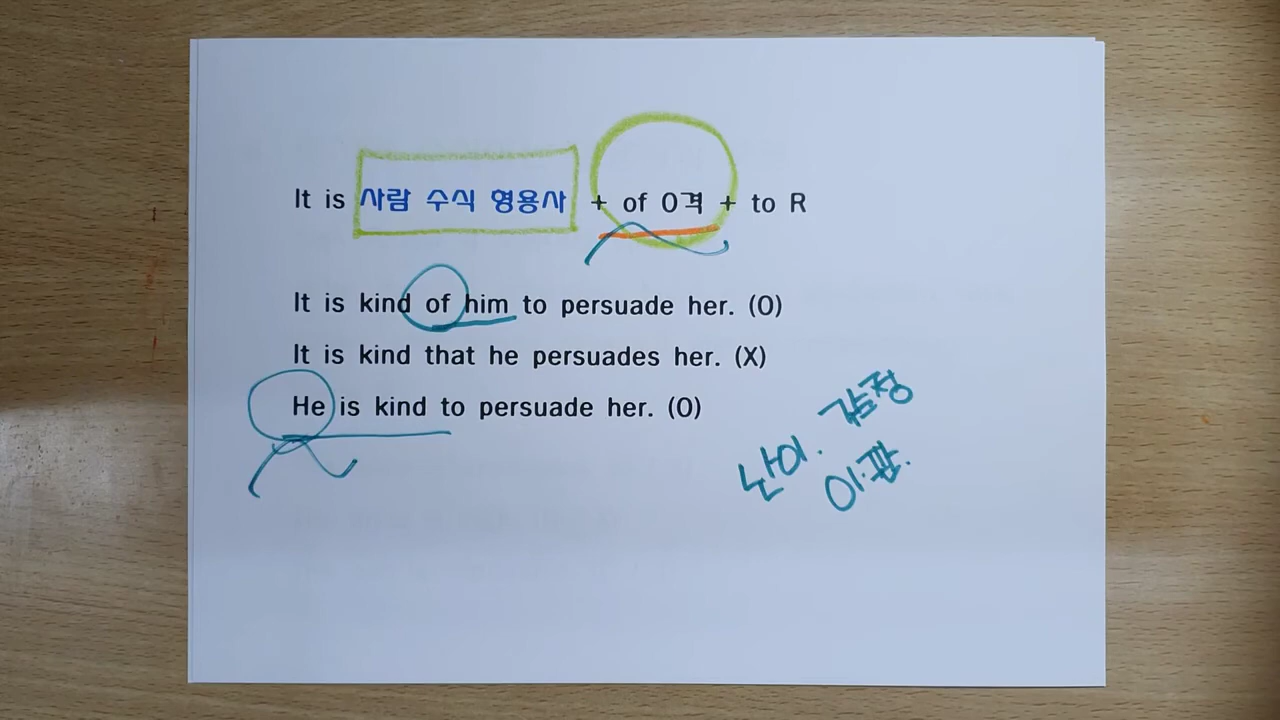 It is 사람 수식 형용사 + of O격 + to R
It is kind of him to persuade her. (O)
It is kind that he persuades her. (X)
He is kind to persuade her. (O)
감정
난이.
이.판.